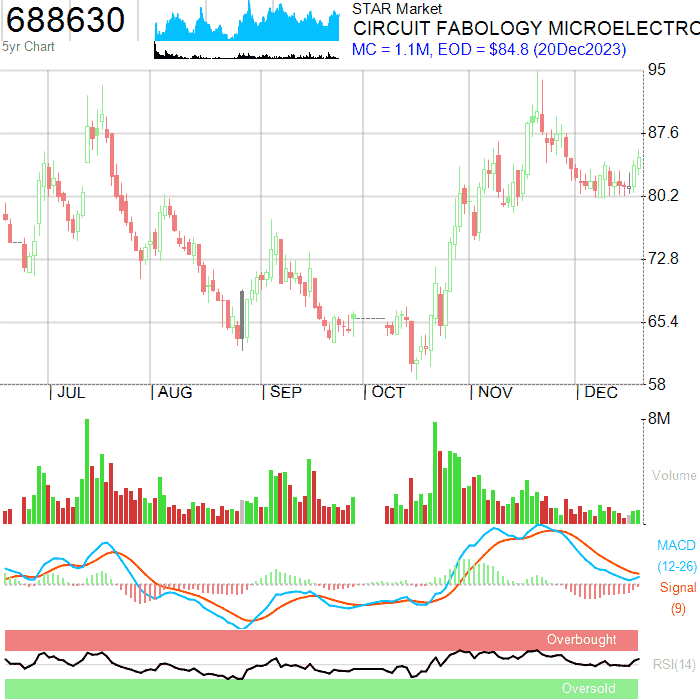 688630
5yr Chart
STAR Market
CIRCUIT FABOLOGY MICROELECTRO
MC = 1.1M, EOD = $84.8 (20Dec2023)
95
87.6
80.2
72.8
65.4
58
JUL AUG SEP OCT NOV DEC
8M
Volume
MACD
(12-26)
Signal
(9)
Overbought
RSI(14)
Oversold